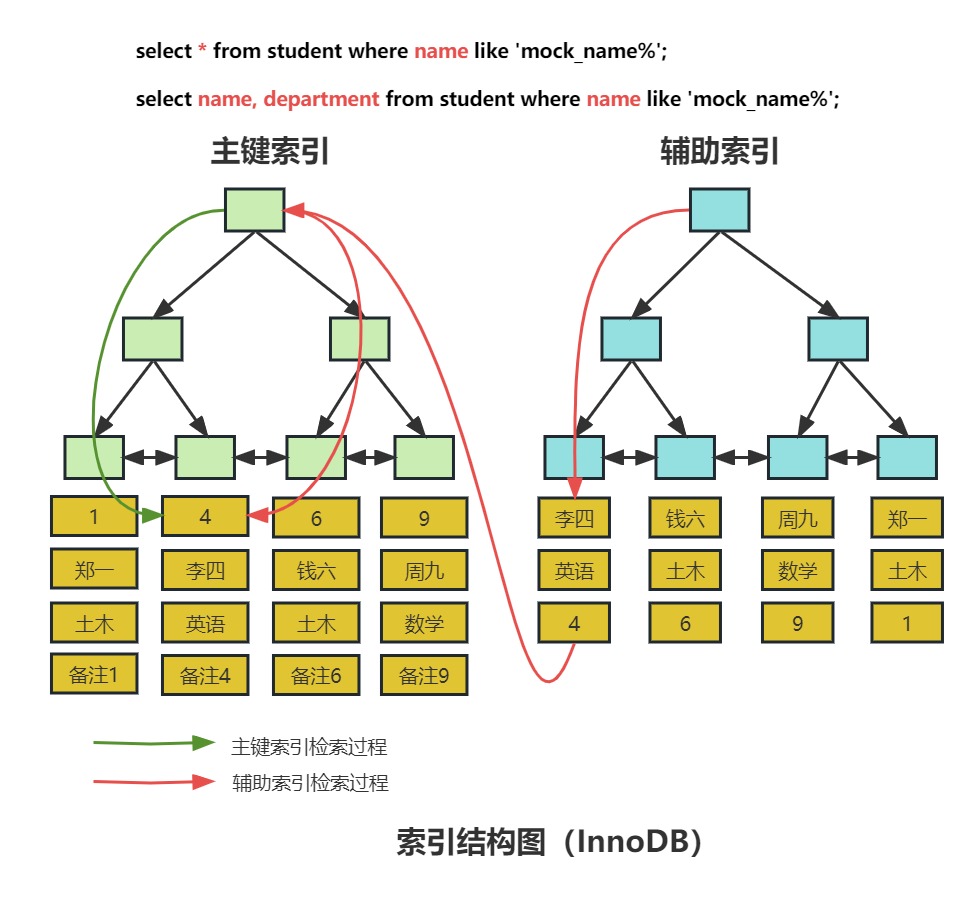 select * from student where name like 'mock_name%';
select name, department from student where name like 'mock_name%';
主键索引
辅助索引
1 4 6 9
郑一 李四 钱六 周九
土木 英语 土木 数学
备注1 备注4 备注6 备注9
李四 钱六 周九 郑一
英语 土木 数学 土木
4 6 9 1
主键索引检索过程
辅助索引检索过程
索引结构图（InnoDB）